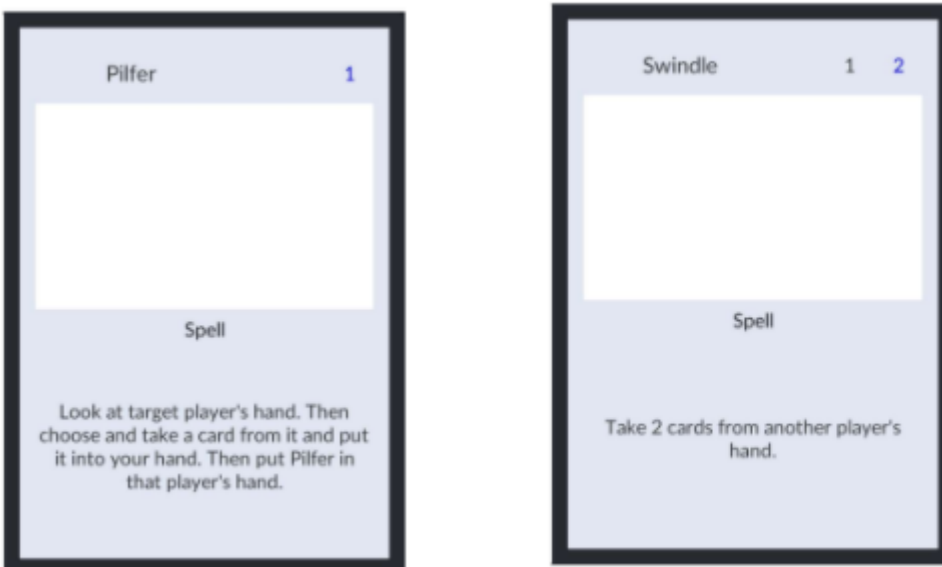 Pilfer 1
Spell
Look at target player's hand. Then
choose and take a card from it and put
it into your hand. Then put Pilfer in
that player's hand.
Swindle 1 2
Spell
Take 2 cards from another player's
hand.